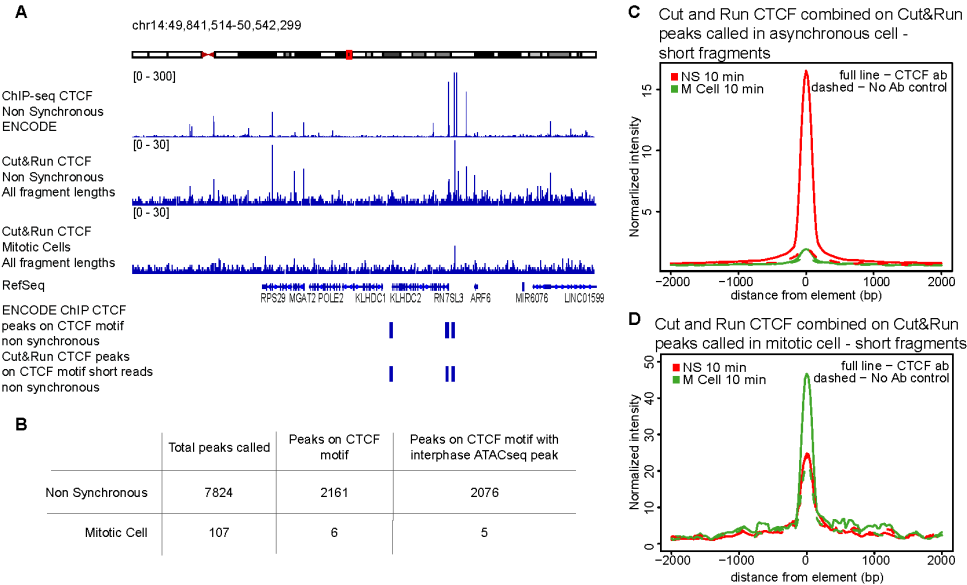 A
chr14:49,841,514-50,542,299
[0 - 300]
ChIP-seq CTCF
Non Synchronous
ENCODE
[0 - 30]
Cut&Run CTCF
Non Synchronous
All fragment lengths
[0 - 30]
Cut&Run CTCF
Mitotic Cells
All fragment lengths
RefSeq
RPS29 MGAT2 POLE2 KLHDC1 KLHDC2 RN7SL3 ARF6 MIR6076 LINC01599
ENCODE ChIP CTCF
peaks on CTCF motif
non synchronous
Cut&Run CTCF peaks
on CTCF motif short reads
non synchronous
B
Total peaks called
Peaks on CTCF
motif
Peaks on CTCF motif with
interphase ATACseq peak
Non Synchronous 7824 2161 2076
Mitotic Cell 107 6 5
C
Cut and Run CTCF combined on Cut&Run
peaks called in asynchronous cell -
short fragments
NS 10 min
M Cell 10 min
full line – CTCF ab
dashed – No Ab control
Normalized intensity
15
10
5
-2000 -1000 0 1000 2000
distance from element (bp)
D
Cut and Run CTCF combined on Cut&Run
peaks called in mitotic cell - short fragments
NS 10 min
M Cell 10 min
full line – CTCF ab
dashed – No Ab control
Normalized intensity
50
40
30
20
10
0
−2000 −1000 0 1000 2000
distance from element (bp)